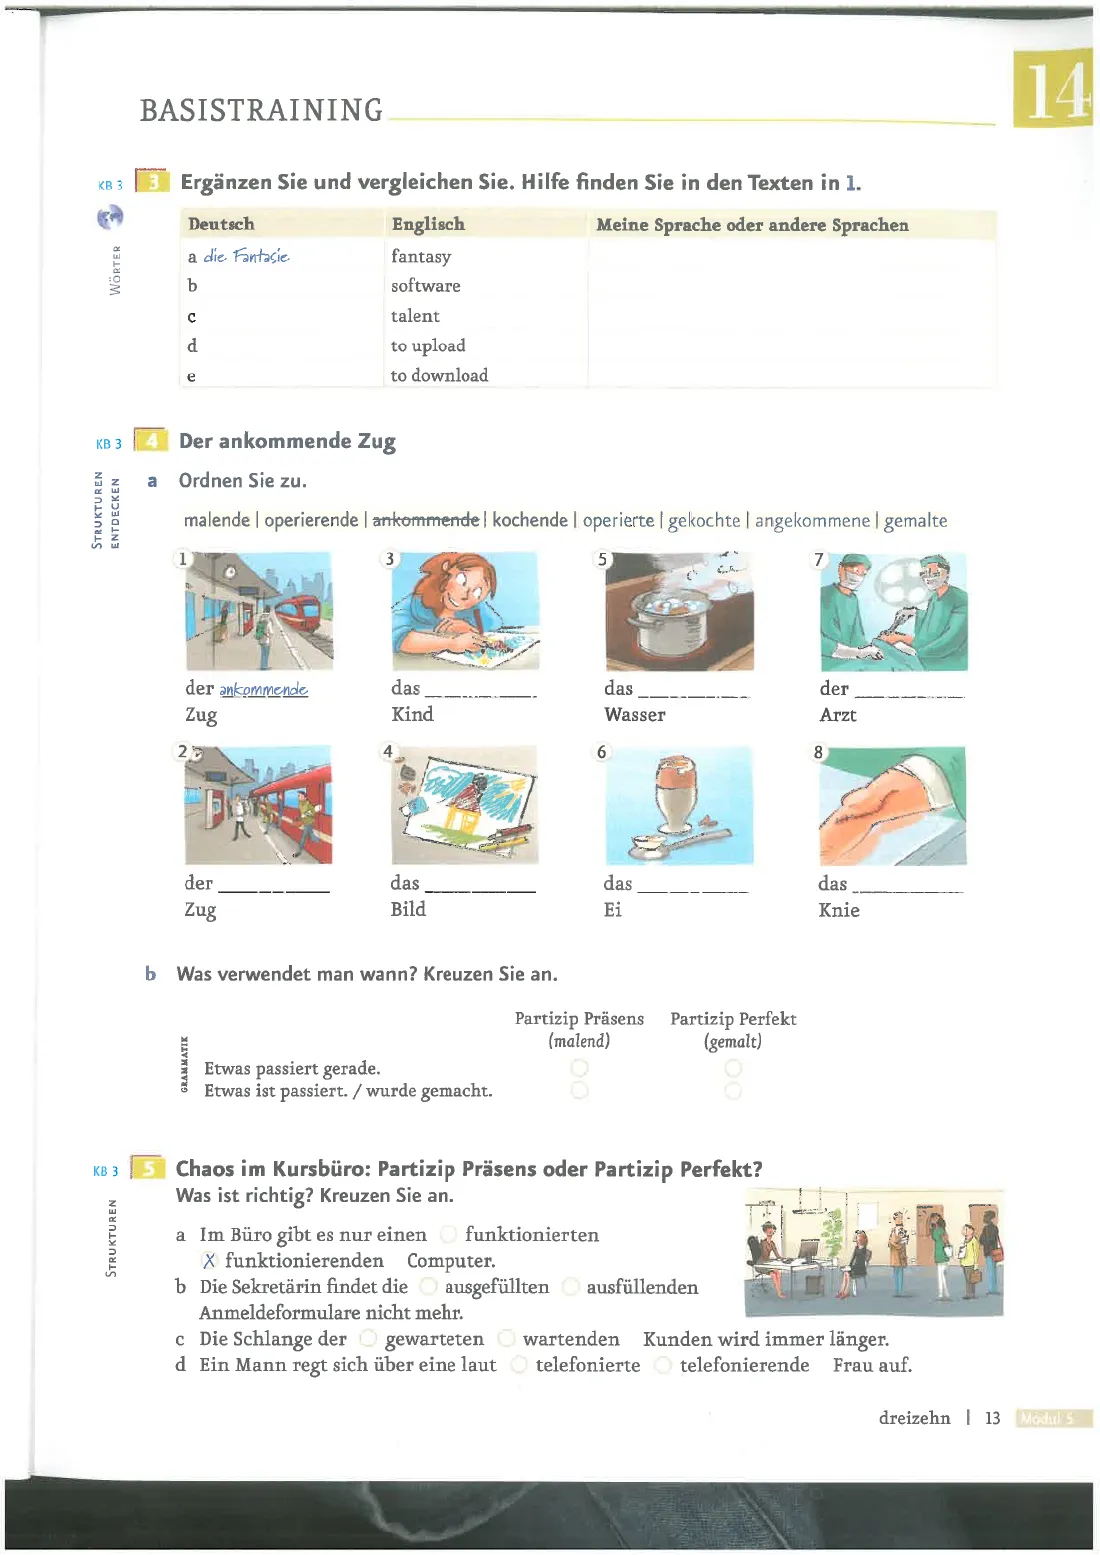 14
BASISTRAINING
KB 3 3 Ergänzen Sie und vergleichen Sie. Hilfe finden Sie in den Texten in 1.
WÖRTER
Deutsch Englisch Meine Sprache oder andere Sprachen
a die Fantasie fantasy
b software
c talent
d to upload
e to download
KB 3 4 Der ankommende Zug
STRUKTUREN ENTDECKEN
a Ordnen Sie zu.
malende | operierende | ankommende | kochende | operierte | gekochte | angekommene | gemalte
1 3 5 7
der ankommende das ________ das ________ der ________
Zug Kind Wasser Arzt
2 4 6 8
der ________ das ________ das ________ das ________
Zug Bild Ei Knie
b Was verwendet man wann? Kreuzen Sie an.
GRAMMATIK
Partizip Präsens Partizip Perfekt
(malend) (gemalt)
Etwas passiert gerade.
Etwas ist passiert. / wurde gemacht.
KB 3 5 Chaos im Kursbüro: Partizip Präsens oder Partizip Perfekt?
STRUKTUREN
Was ist richtig? Kreuzen Sie an.
a Im Büro gibt es nur einen funktionierten
X funktionierenden Computer.
b Die Sekretärin findet die ausgefüllten ausfüllenden
Anmeldeformulare nicht mehr.
c Die Schlange der gewarteten wartenden Kunden wird immer länger.
d Ein Mann regt sich über eine laut telefonierte telefonierende Frau auf.
dreizehn | 13 Modul 5